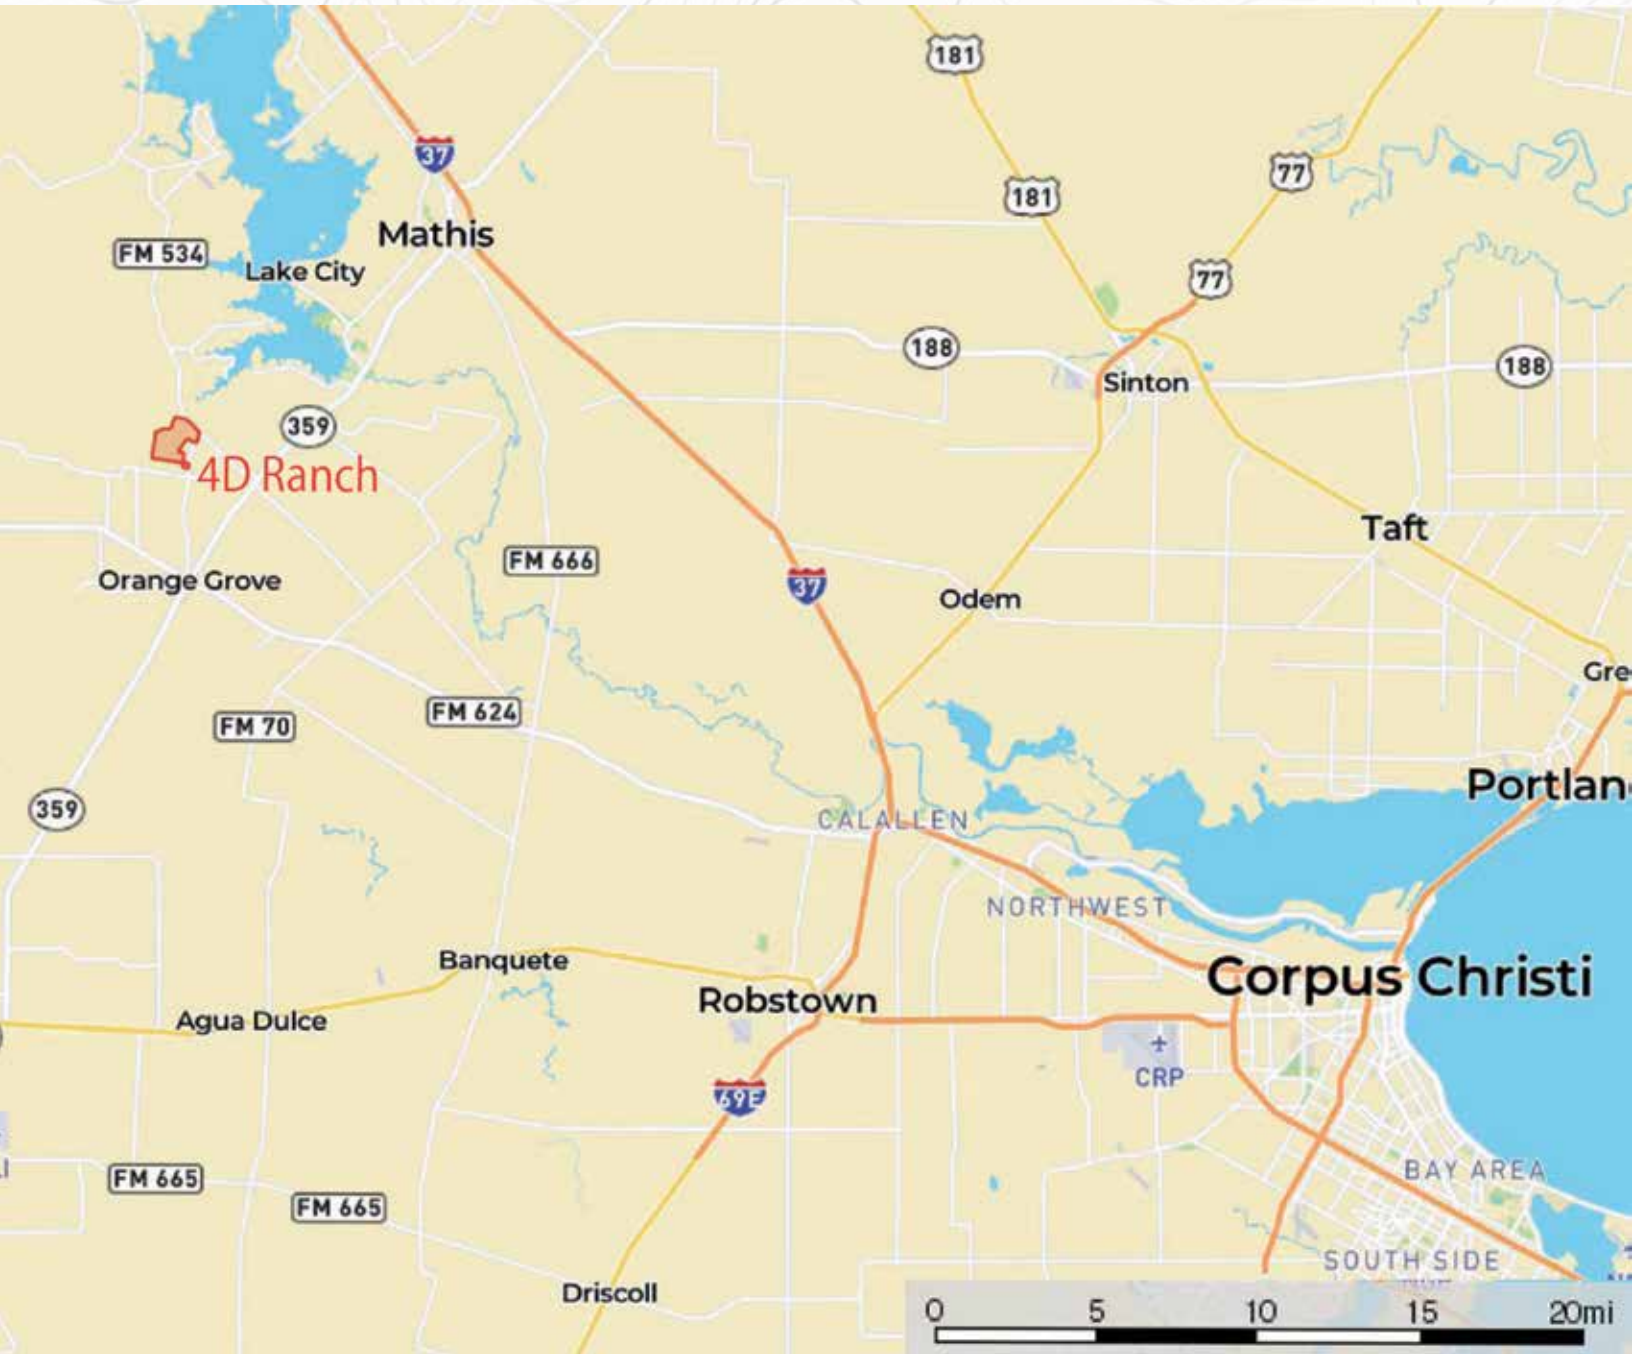 181
37
77
181
Mathis
FM 534
Lake City
77
188
188
Sinton
359
4D Ranch
Taft
FM 666
37
Orange Grove
Odem
Gre
FM 624
FM 70
Portlan
359
CALALLEN
NORTHWEST
Banquete
Corpus Christi
Robstown
Agua Dulce
CRP
69E
BAY AREA
FM 665
FM 665
SOUTH SIDE
Driscoll
0 5 10 15 20mi